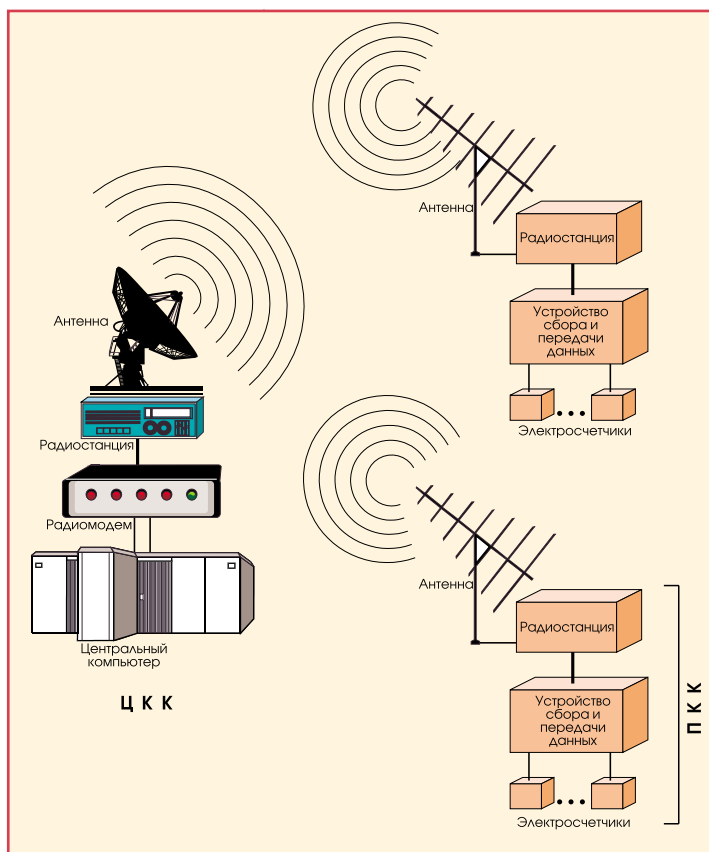 Антенна
Радиостанция
Радиомодем
Центральный
компьютер
Ц К К
Антенна
Радиостанция
Устройство
сбора и
передачи
данных
Электросчетчики
Антенна
Радиостанция
Устройство
сбора и
передачи
данных
Электросчетчики
П К К